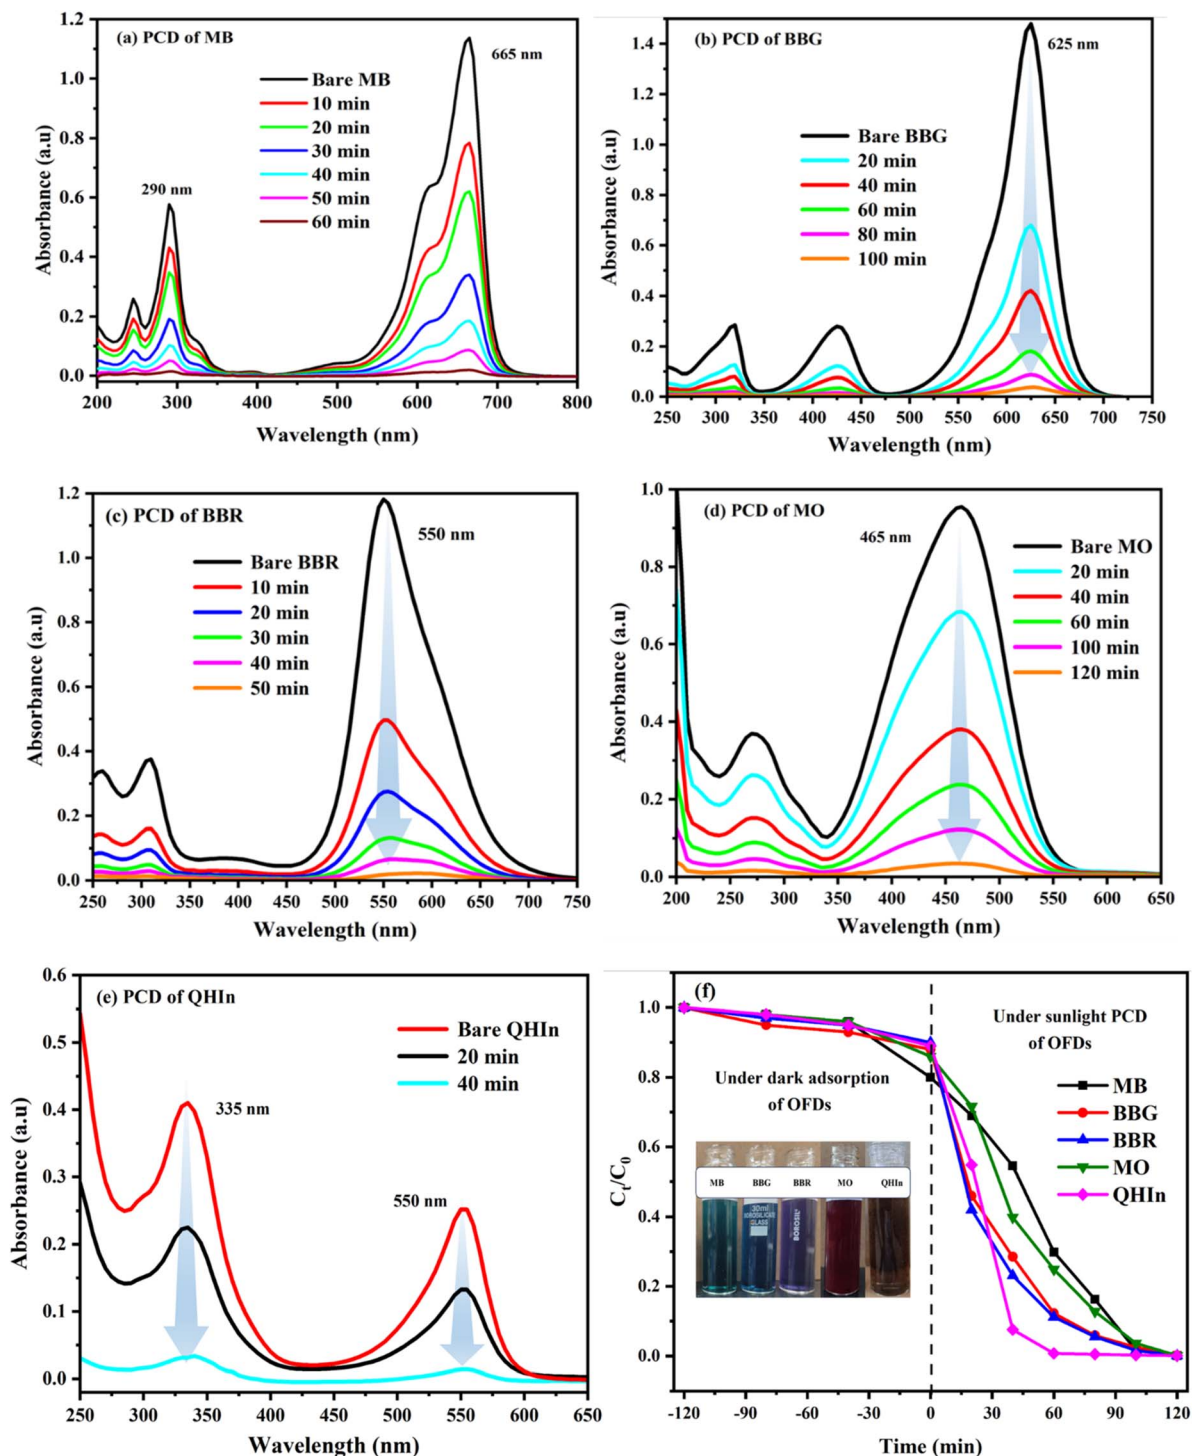 (a) PCD of MB
665 nm
290 nm
Bare MB
10 min
20 min
30 min
40 min
50 min
60 min
Absorbance (a.u)
1.2
1.0
0.8
0.6
0.4
0.2
0.0
200 300 400 500 600 700 800
Wavelength (nm)
(b) PCD of BBG
625 nm
Bare BBG
20 min
40 min
60 min
80 min
100 min
Absorbance (a.u)
1.4
1.2
1.0
0.8
0.6
0.4
0.2
0.0
250 300 350 400 450 500 550 600 650 700 750
Wavelength (nm)
(c) PCD of BBR
550 nm
Bare BBR
10 min
20 min
30 min
40 min
50 min
Absorbance (a.u)
1.2
1.0
0.8
0.6
0.4
0.2
0.0
250 300 350 400 450 500 550 600 650 700 750
Wavelength (nm)
(d) PCD of MO
465 nm
Bare MO
20 min
40 min
60 min
100 min
120 min
Absorbance (a.u)
1.0
0.8
0.6
0.4
0.2
0.0
200 250 300 350 400 450 500 550 600 650
Wavelength (nm)
(e) PCD of QHIn
335 nm
550 nm
Bare QHIn
20 min
40 min
Absorbance (a.u)
0.6
0.5
0.4
0.3
0.2
0.1
0.0
250 300 350 400 450 500 550 600 650
Wavelength (nm)
(f)
Under sunlight PCD
of OFDs
Under dark adsorption
of OFDs
MB
BBG
BBR
MO
QHIn
MB BBG BBR MO QHIn
30ml
BOROSILICATE
GLASS
BOROSIL
Ct/C0
1.0
0.8
0.6
0.4
0.2
0.0
-120 -90 -60 -30 0 30 60 90 120
Time (min)